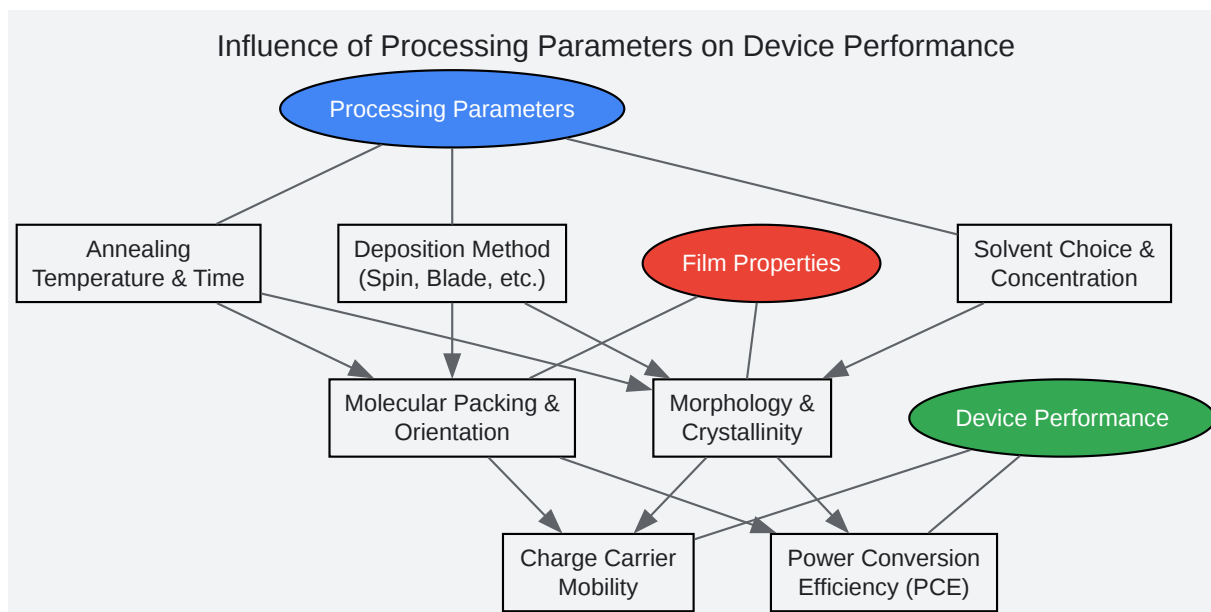 Influence of Processing Parameters on Device Performance
Processing Parameters
Annealing
Temperature & Time
Deposition Method
(Spin, Blade, etc.)
Film Properties
Solvent Choice &
Concentration
Molecular Packing &
Orientation
Morphology &
Crystallinity
Device Performance
Charge Carrier
Mobility
Power Conversion
Efficiency (PCE)